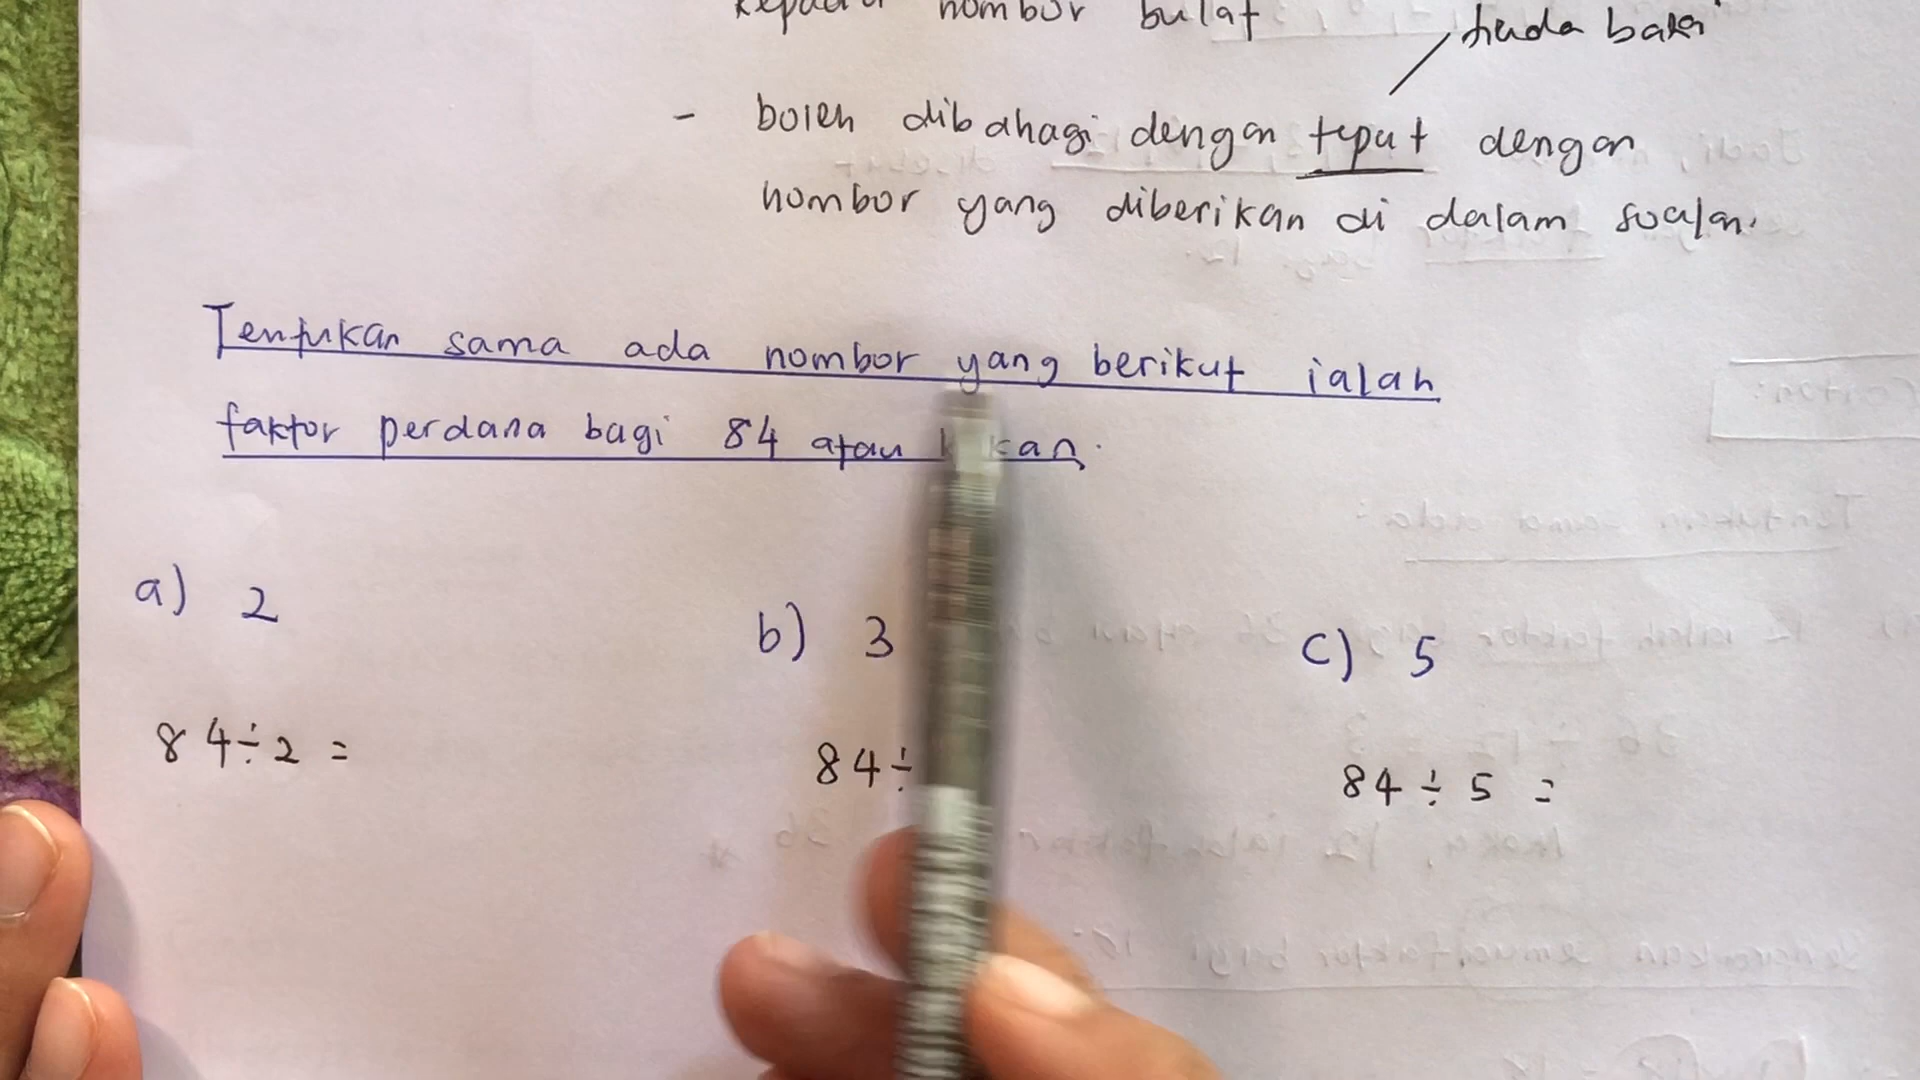 kepada nombor bulat
tiada baki
- boleh dibahagi dengan tepat dengan
nombor yang diberikan di dalam soalan.
Tentukan sama ada nombor yang berikut ialah
faktor perdana bagi 84 atau
a) 2
b) 3
c) 5
84÷2 =
84÷
84 ÷ 5 =